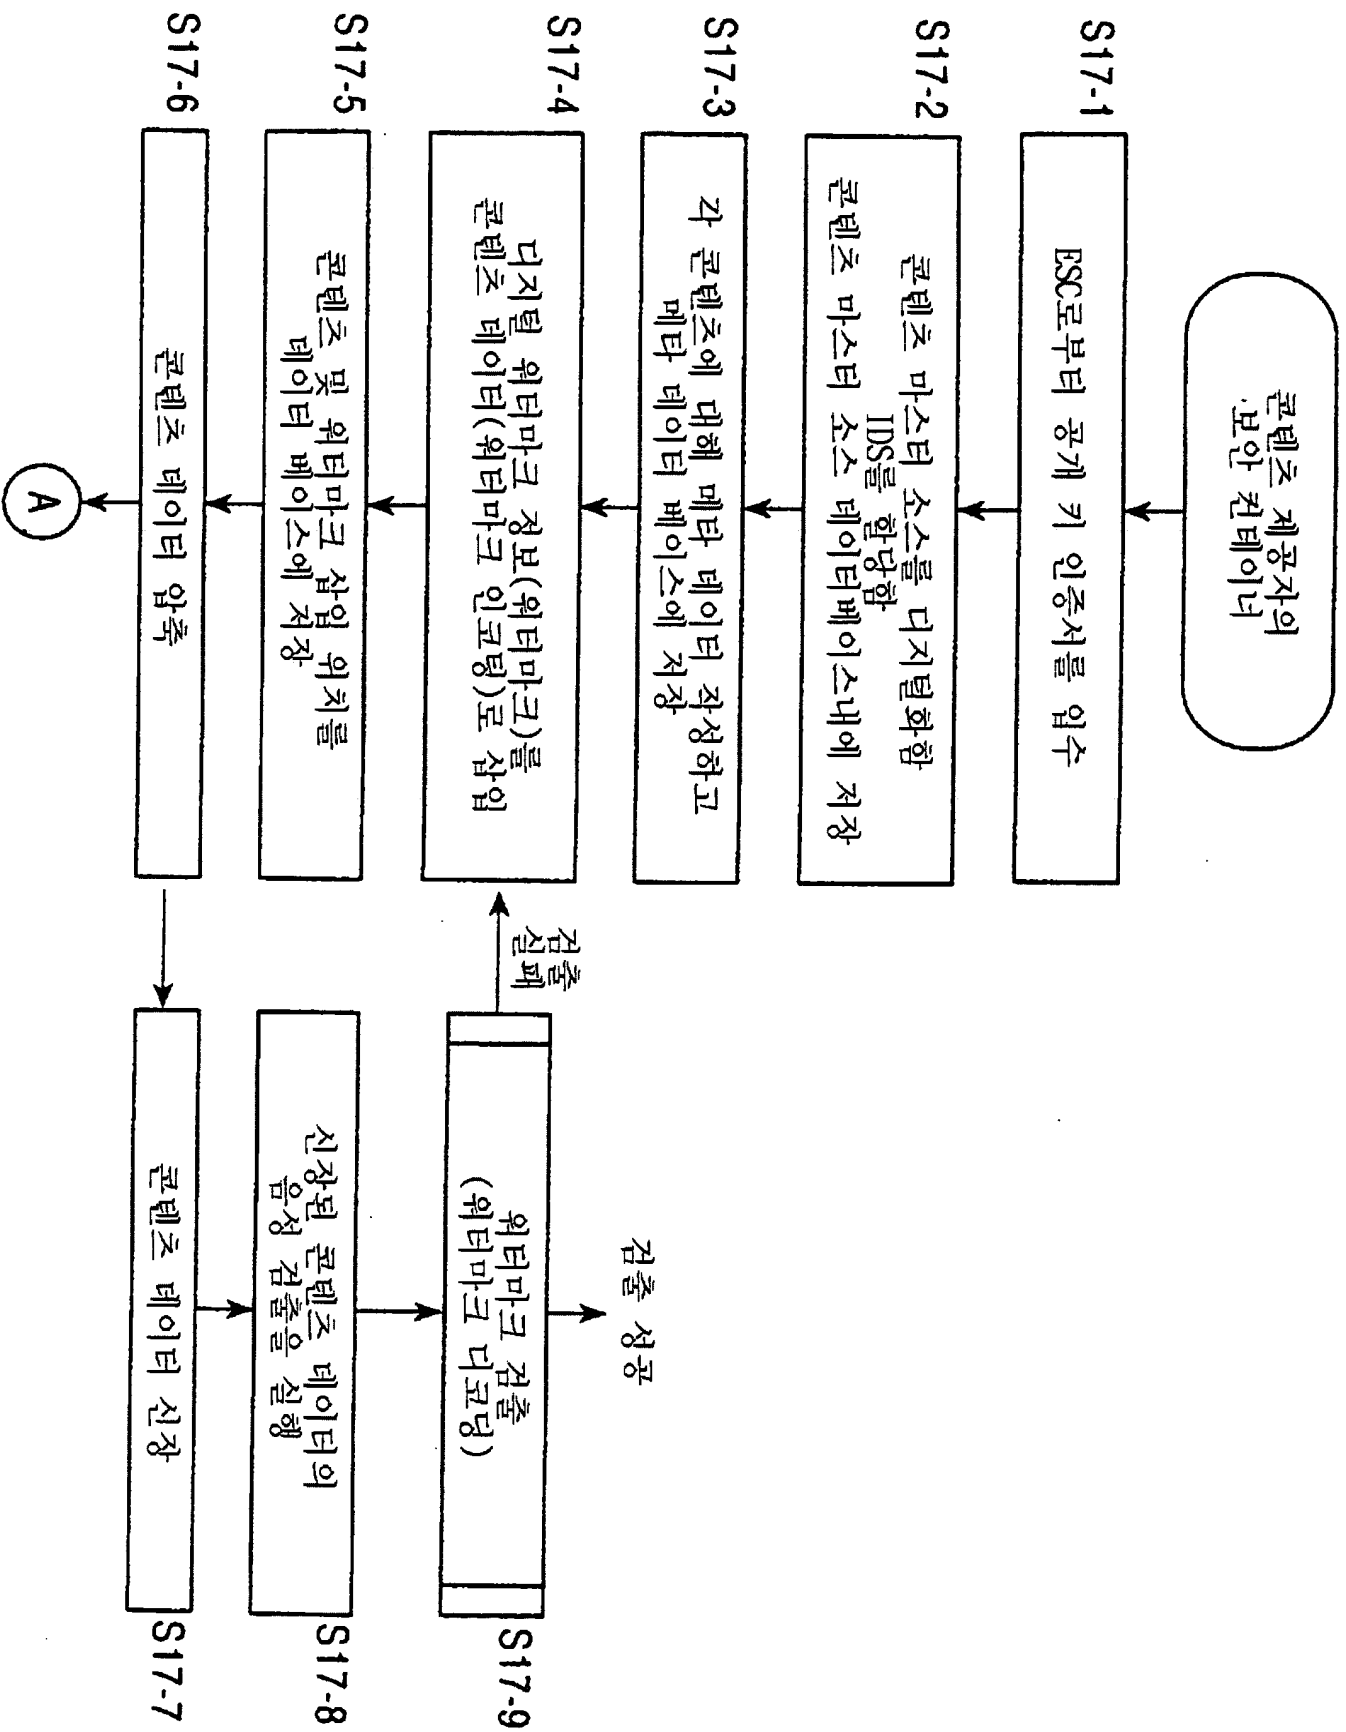 콘텐츠 제공자의
보안 컨테이너
S17-1
ESC로부터 공개 키 인증서를 입수
S17-2
콘텐츠 마스터 소스를 디지털화함
IDS를 할당함
콘텐츠 마스터 소스 데이터베이스내에 저장
S17-3
각 콘텐츠에 대해 메타 데이터 작성하고
메타 데이터 베이스에 저장
S17-4
디지털 워터마크 정보(워터마크)를
콘텐츠 데이터(워터마크 인코팅)로 삽입
S17-5
콘텐츠 및 워터마크 삽입 위치를
데이터 베이스에 저장
S17-6
콘텐츠 데이터 압축
A
검출 성공
검출
실패
S17-9
워터마크 검출
(워터마크 디코딩)
S17-8
신장된 콘텐츠 데이터의
음성 검출을 실행
S17-7
콘텐츠 데이터 신장